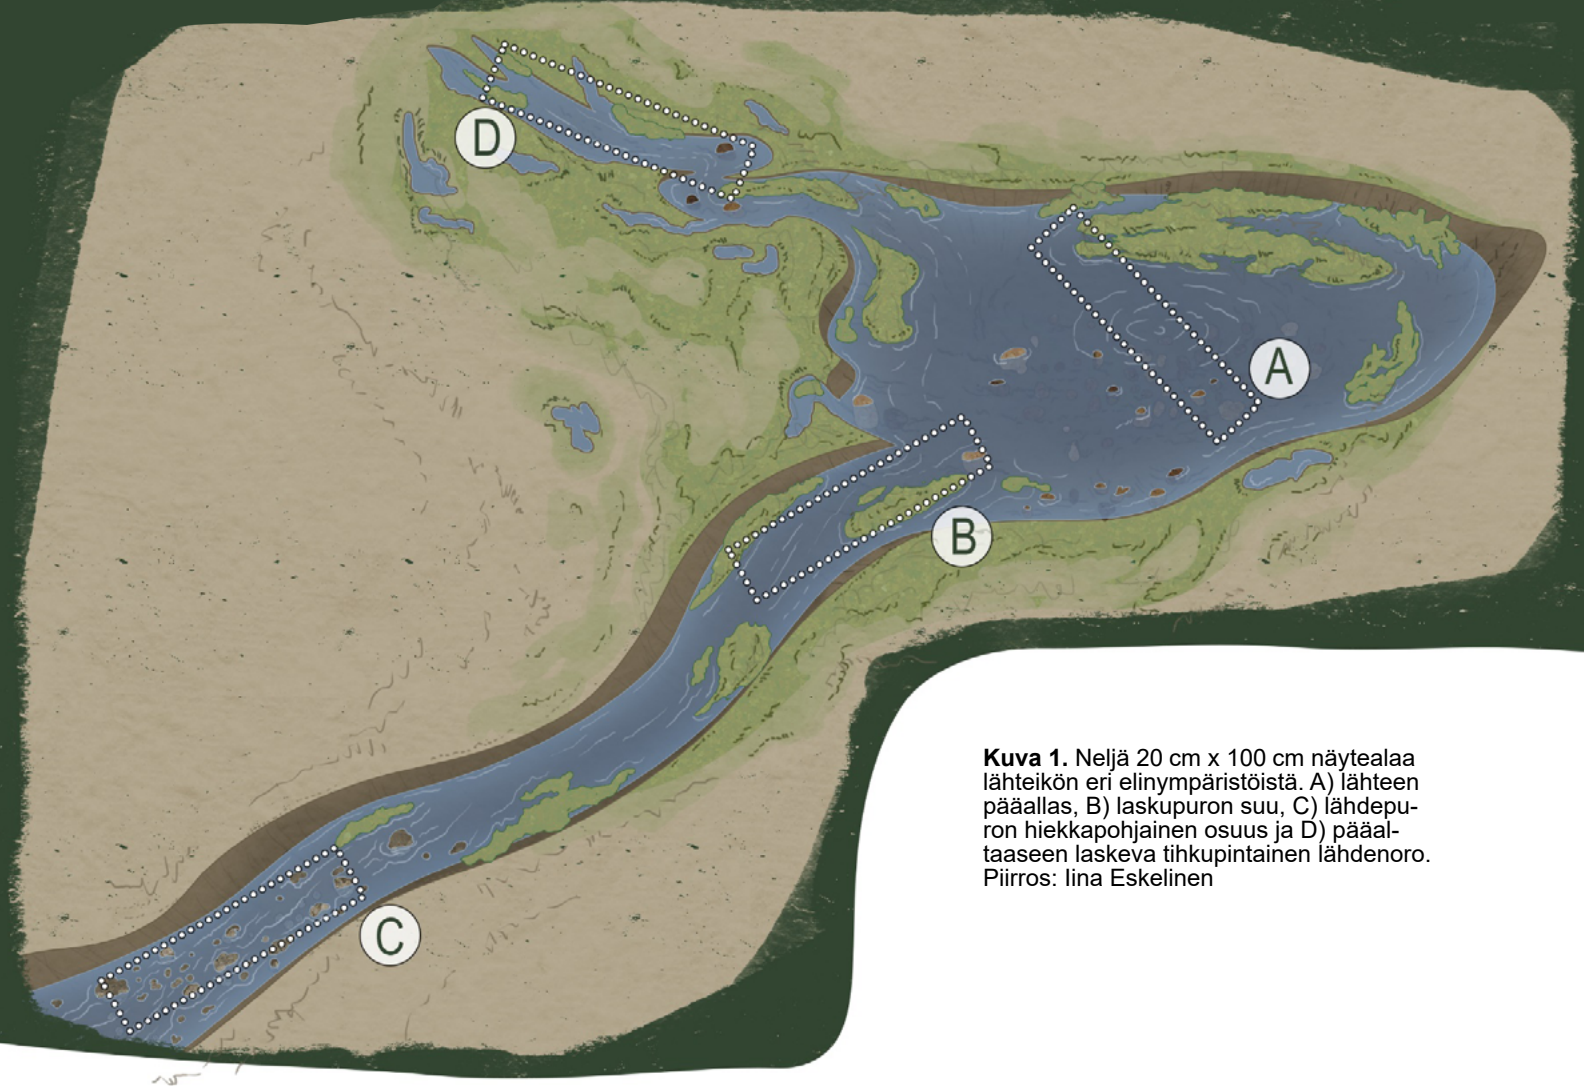 D
A
B
C
Kuva 1. Neljä 20 cm x 100 cm näytealaa
lähteikön eri elinympäristöistä. A) lähteen
pääallas, B) laskupuron suu, C) lähdepu-
ron hiekkapohjainen osuus ja D) pääal-
taaseen laskeva tihkupintainen lähdenoro.
Piirros: Iina Eskelinen